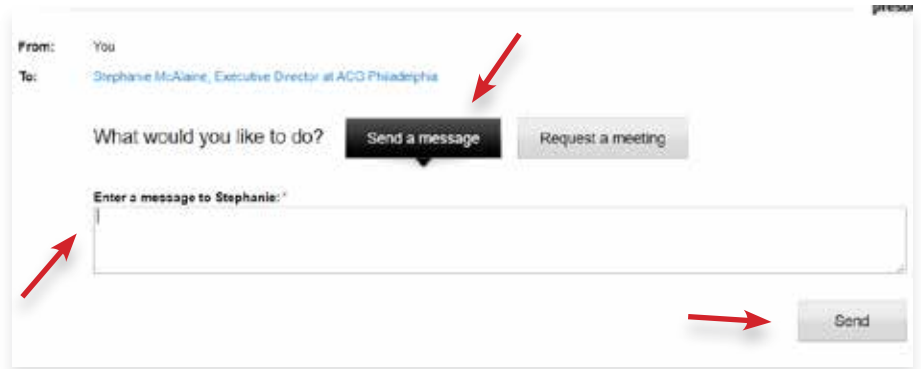 From: You
To: Stephanie McAlaine, Executive Director at ACG Philadelphia
What would you like to do? Send a message Request a meeting
Enter a message to Stephanie: *
Send